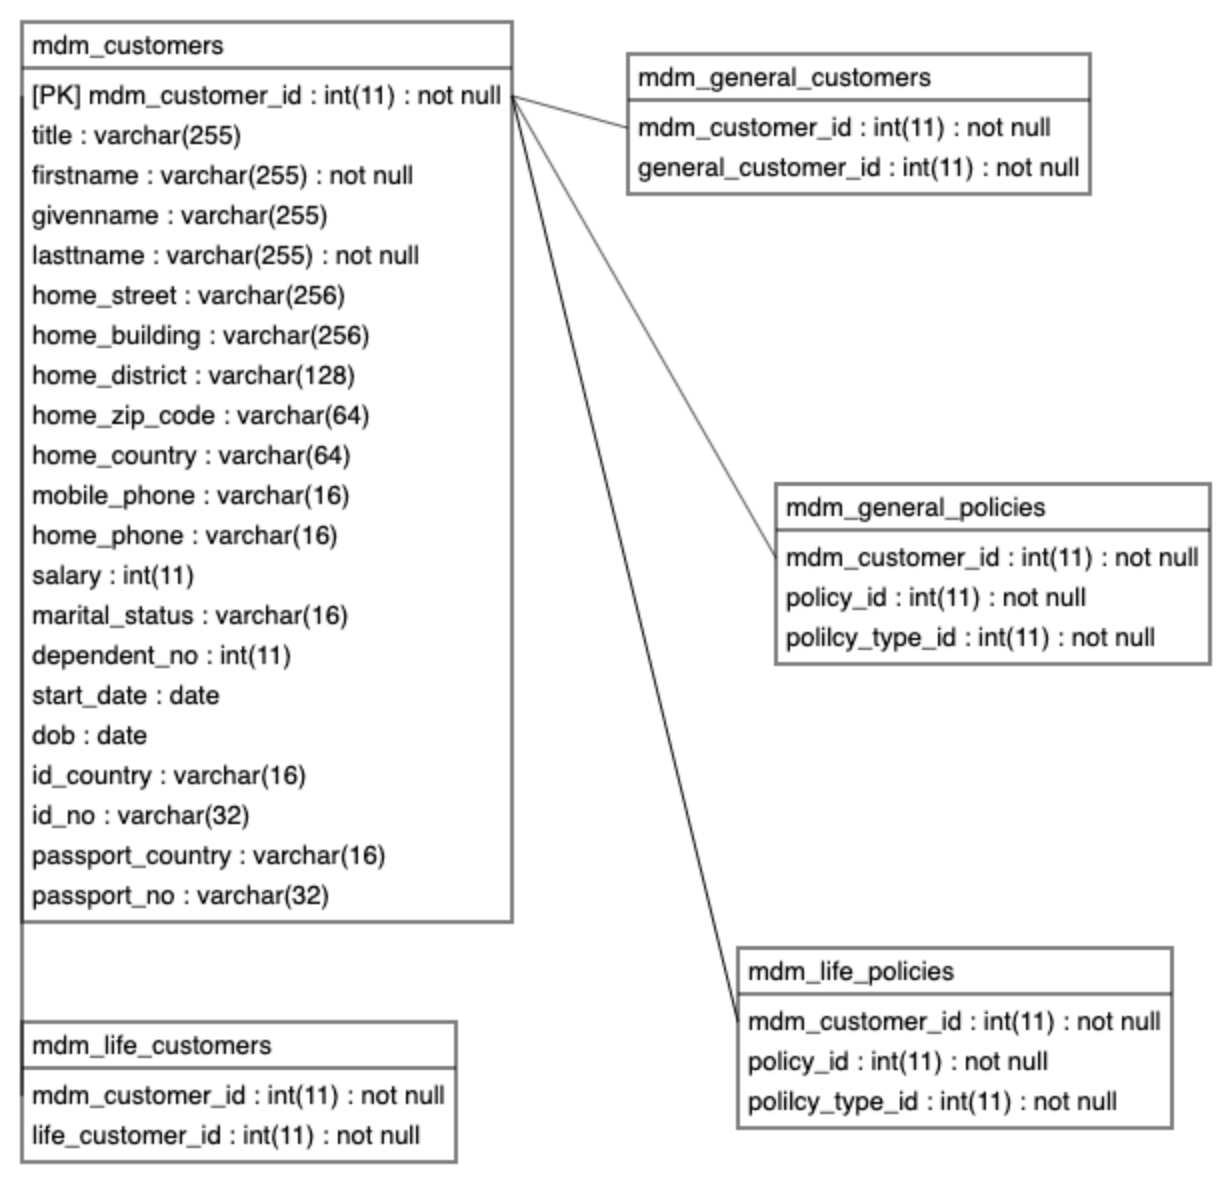 mdm_customers
[PK] mdm_customer_id : int(11) : not null
title : varchar(255)
firstname : varchar(255) : not null
givenname : varchar(255)
lasttname : varchar(255) : not null
home_street : varchar(256)
home_building : varchar(256)
home_district : varchar(128)
home_zip_code : varchar(64)
home_country : varchar(64)
mobile_phone : varchar(16)
home_phone : varchar(16)
salary : int(11)
marital_status : varchar(16)
dependent_no : int(11)
start_date : date
dob : date
id_country : varchar(16)
id_no : varchar(32)
passport_country : varchar(16)
passport_no : varchar(32)
mdm_general_customers
mdm_customer_id : int(11) : not null
general_customer_id : int(11) : not null
mdm_general_policies
mdm_customer_id : int(11) : not null
policy_id : int(11) : not null
polilcy_type_id : int(11) : not null
mdm_life_policies
mdm_customer_id : int(11) : not null
policy_id : int(11) : not null
polilcy_type_id : int(11) : not null
mdm_life_customers
mdm_customer_id : int(11) : not null
life_customer_id : int(11) : not null